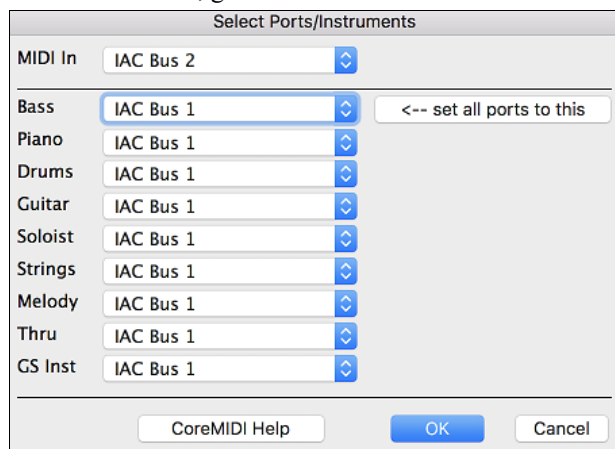 Select Ports/Instruments
MIDI In IAC Bus 2
Bass IAC Bus 1 <-- set all ports to this
Piano IAC Bus 1
Drums IAC Bus 1
Guitar IAC Bus 1
Soloist IAC Bus 1
Strings IAC Bus 1
Melody IAC Bus 1
Thru IAC Bus 1
GS Inst IAC Bus 1
CoreMIDI Help OK Cancel